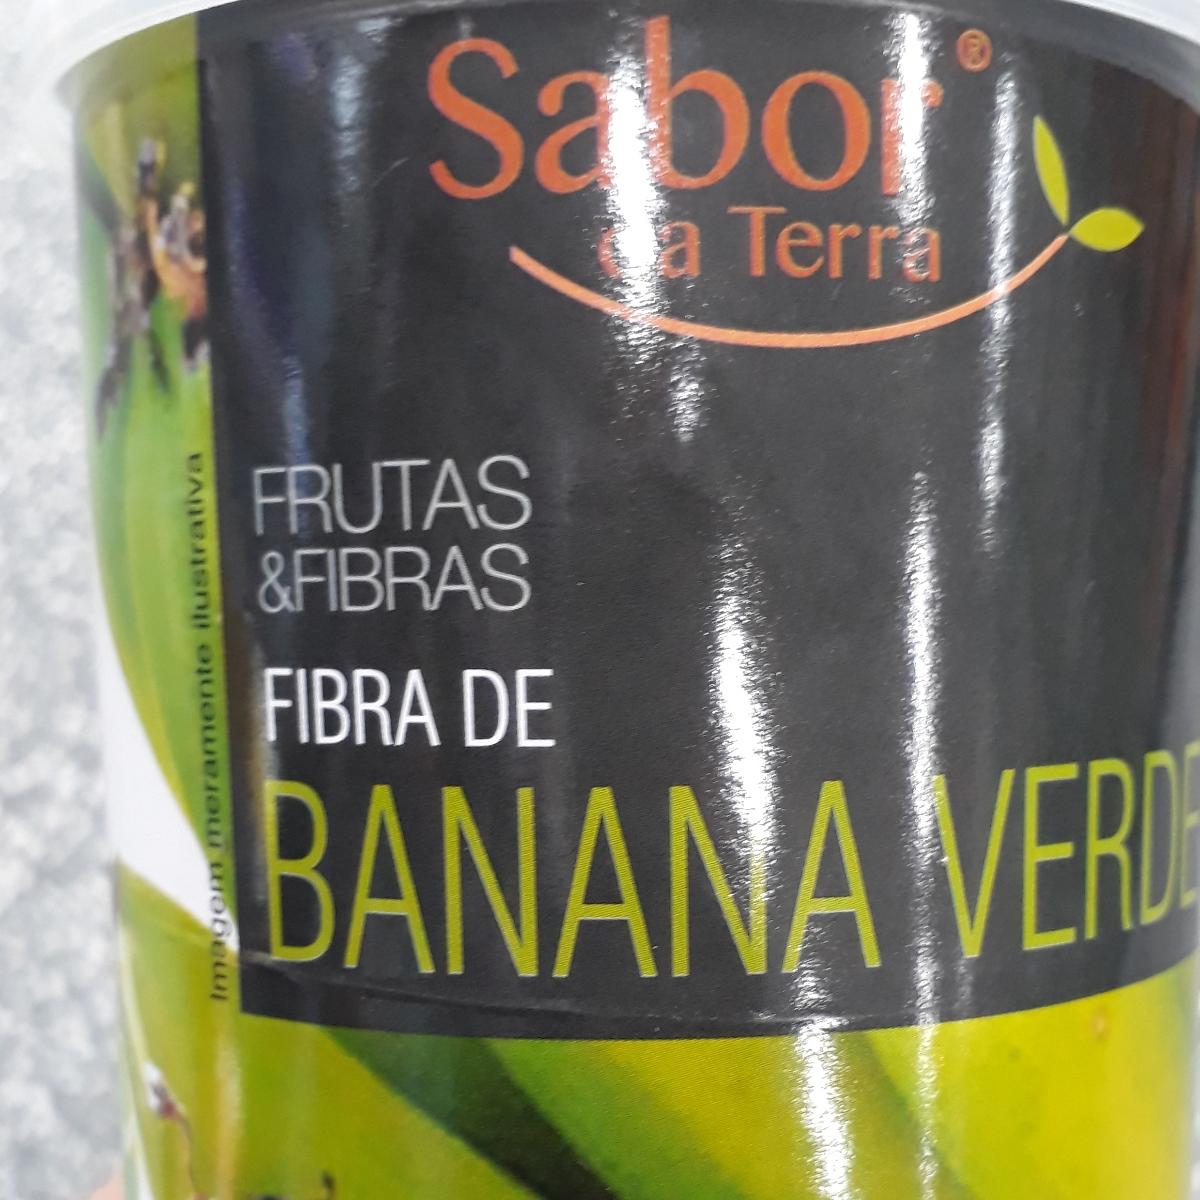 Sabor®
da Terra
FRUTAS
&FIBRAS
FIBRA DE
BANANA VERDE
Imagem meramente ilustrativa